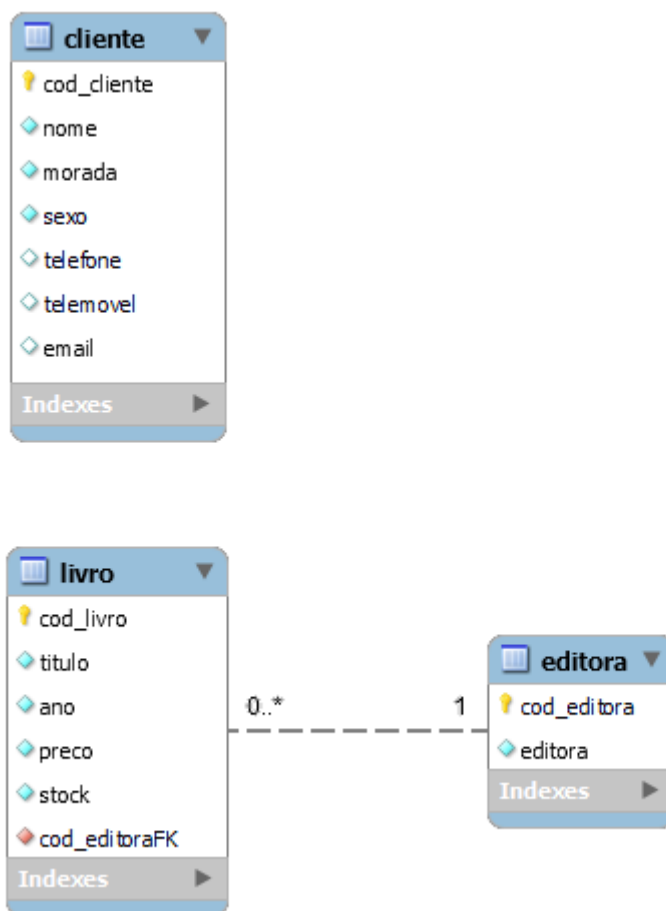 cliente
cod_cliente
nome
morada
sexo
telefone
telemovel
email
Indexes
livro
cod_livro
titulo
ano
preco
stock
cod_editoraFK
Indexes
0..*
1
editora
cod_editora
editora
Indexes